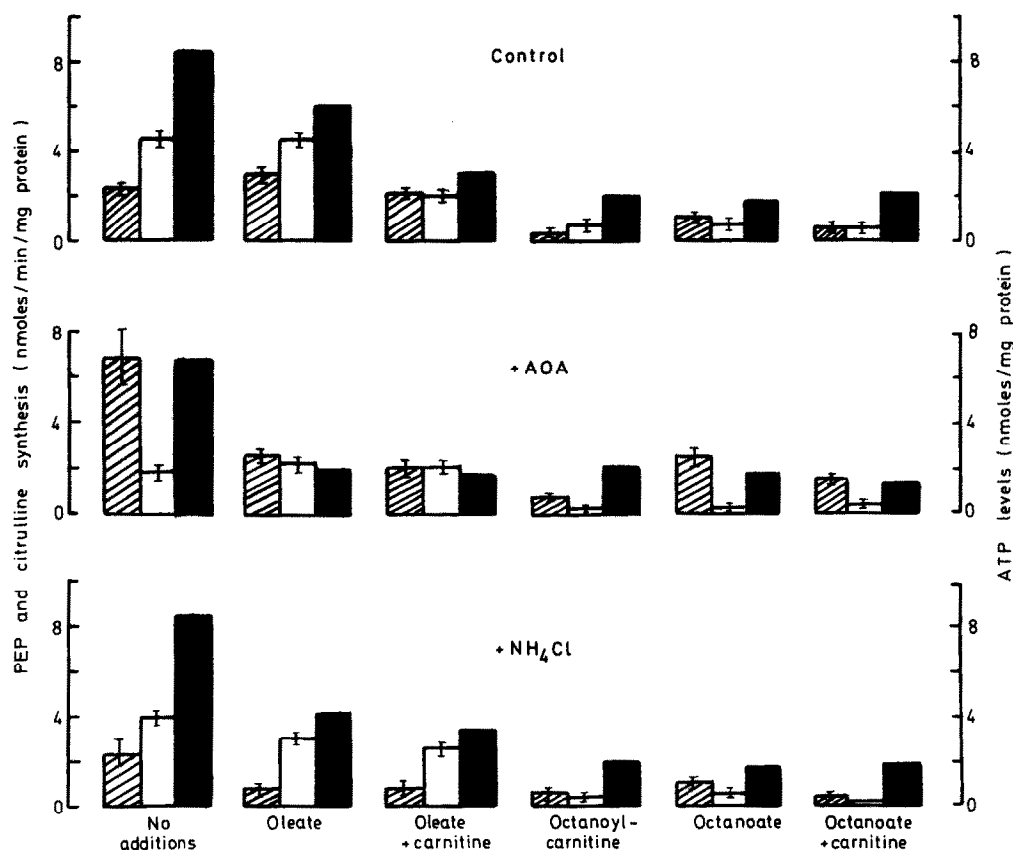 PEP and citrulline synthesis ( nmoles/min/mg protein )
8
4
0
Control
8
4
0
8
4
0
+ AOA
8
4
0
8
4
0
+ NH₄Cl
8
4
0
ATP levels ( nmoles/mg protein )
No additions
Oleate
Oleate + carnitine
Octanoyl- carnitine
Octanoate
Octanoate + carnitine